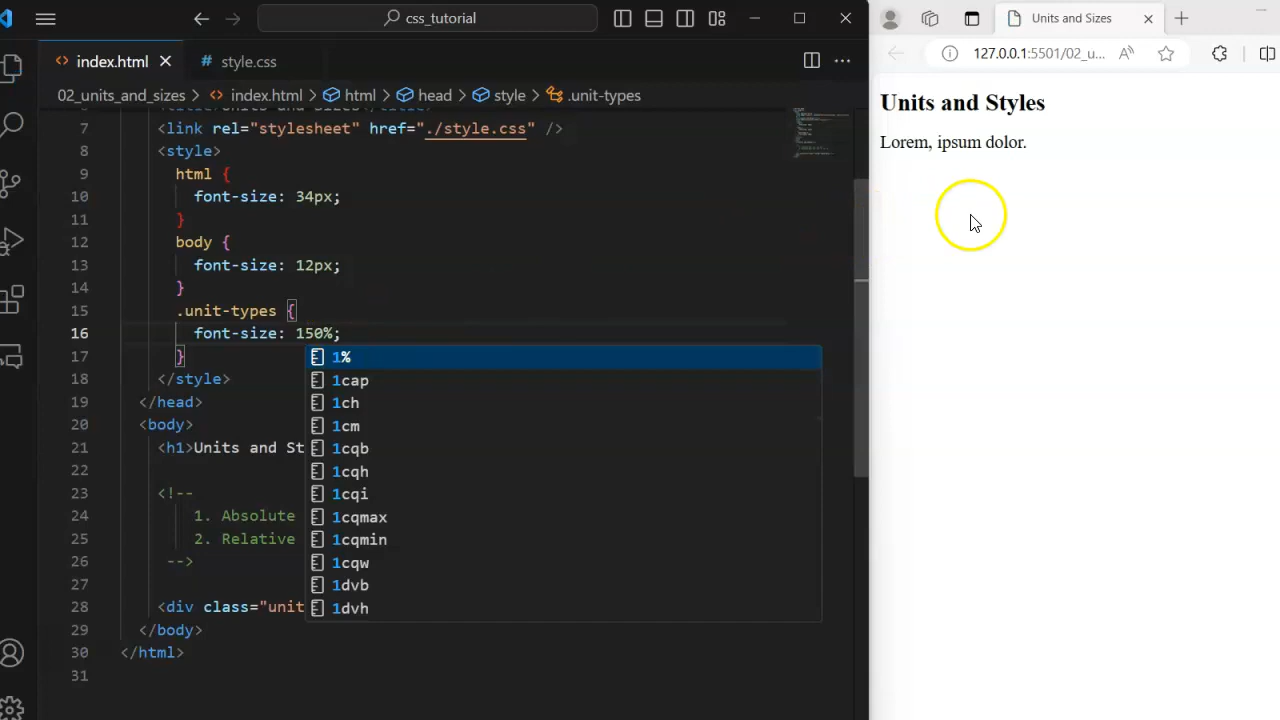 css_tutorial
index.html
# style.css
02_units_and_sizes > index.html > html > head > style > .unit-types
7 <link rel="stylesheet" href="./style.css" />
8 <style>
9 html {
10 font-size: 34px;
11 }
12 body {
13 font-size: 12px;
14 }
15 .unit-types {
16 font-size: 150%;
17 }
18 </style>
19 </head>
20 <body>
21 <h1>Units and St
22
23 <!--
24 1. Absolute
25 2. Relative
26 -->
27
28 <div class="unit
29 </body>
30 </html>
31
1%
1cap
1ch
1cm
1cqb
1cqh
1cqi
1cqmax
1cqmin
1cqw
1dvb
1dvh
Units and Sizes
127.0.0.1:5501/02_u...
Units and Styles
Lorem, ipsum dolor.